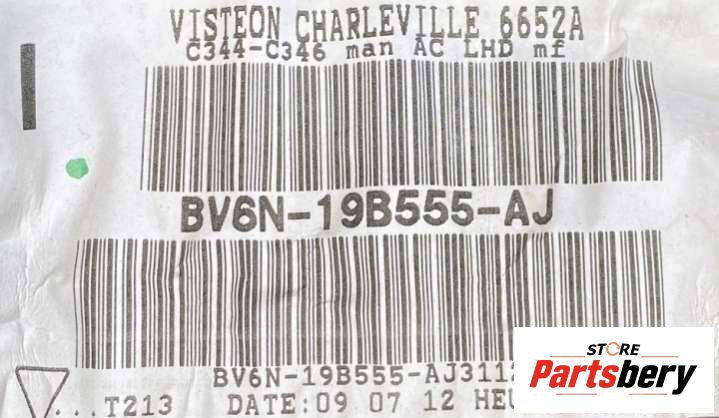 VISTEON CHARLEVILLE 6652A
C344-C346 man AC LHD mf
BV6N-19B555-AJ
BV6N-19B555-AJ311
...T213 DATE:09 07 12
STORE
Partsbery